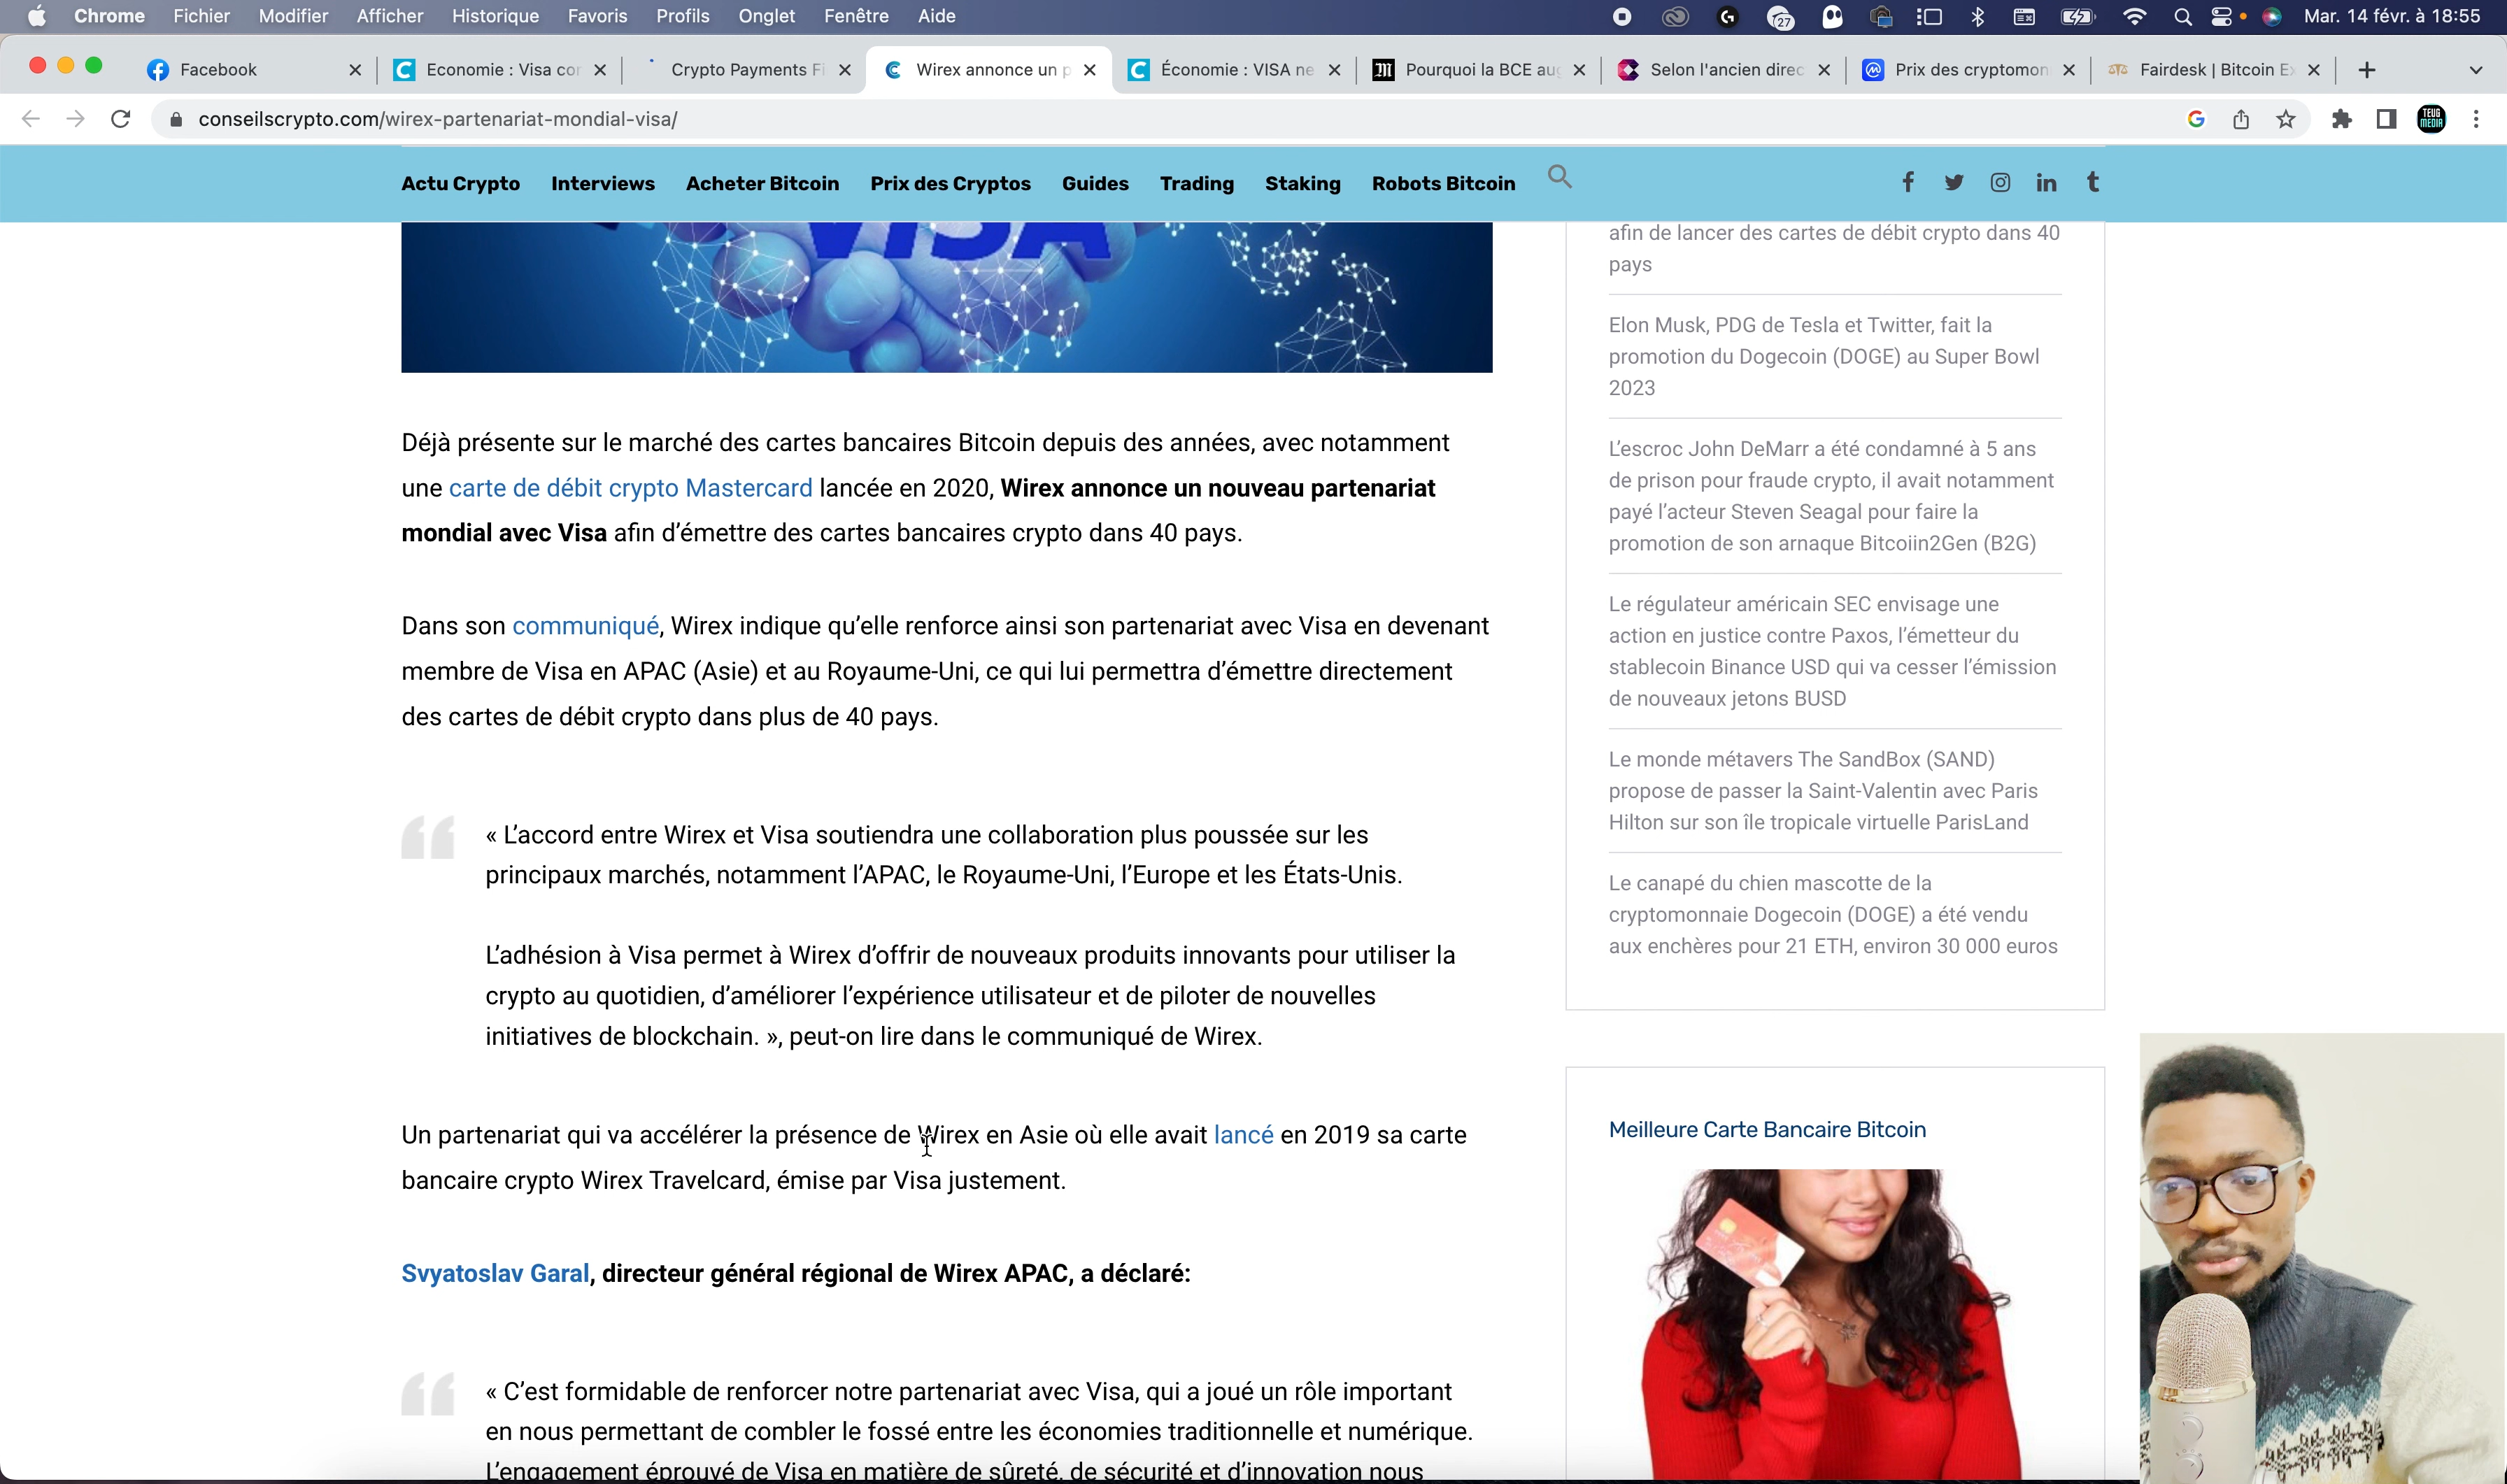 Chrome Fichier Modifier Afficher Historique Favoris Profils Onglet Fenêtre Aide
27
Mar. 14 févr. à 18:55
Facebook
Economie : Visa cor
Crypto Payments Fi
Wirex annonce un p
Économie : VISA ne
Pourquoi la BCE aug
Selon l'ancien direc
Prix des cryptomon
Fairdesk | Bitcoin Ex
conseilscrypto.com/wirex-partenariat-mondial-visa/
TEUG
MEDIA
Actu Crypto Interviews Acheter Bitcoin Prix des Cryptos Guides Trading Staking Robots Bitcoin
VISA
Déjà présente sur le marché des cartes bancaires Bitcoin depuis des années, avec notamment
une carte de débit crypto Mastercard lancée en 2020, Wirex annonce un nouveau partenariat
mondial avec Visa afin d’émettre des cartes bancaires crypto dans 40 pays.
Dans son communiqué, Wirex indique qu’elle renforce ainsi son partenariat avec Visa en devenant
membre de Visa en APAC (Asie) et au Royaume-Uni, ce qui lui permettra d’émettre directement
des cartes de débit crypto dans plus de 40 pays.
« L’accord entre Wirex et Visa soutiendra une collaboration plus poussée sur les
principaux marchés, notamment l’APAC, le Royaume-Uni, l’Europe et les États-Unis.
L’adhésion à Visa permet à Wirex d’offrir de nouveaux produits innovants pour utiliser la
crypto au quotidien, d’améliorer l’expérience utilisateur et de piloter de nouvelles
initiatives de blockchain. », peut-on lire dans le communiqué de Wirex.
Un partenariat qui va accélérer la présence de Wirex en Asie où elle avait lancé en 2019 sa carte
bancaire crypto Wirex Travelcard, émise par Visa justement.
Svyatoslav Garal, directeur général régional de Wirex APAC, a déclaré:
« C’est formidable de renforcer notre partenariat avec Visa, qui a joué un rôle important
en nous permettant de combler le fossé entre les économies traditionnelle et numérique.
L’engagement éprouvé de Visa en matière de sûreté, de sécurité et d’innovation nous
afin de lancer des cartes de débit crypto dans 40
pays
Elon Musk, PDG de Tesla et Twitter, fait la
promotion du Dogecoin (DOGE) au Super Bowl
2023
L’escroc John DeMarr a été condamné à 5 ans
de prison pour fraude crypto, il avait notamment
payé l’acteur Steven Seagal pour faire la
promotion de son arnaque Bitcoiin2Gen (B2G)
Le régulateur américain SEC envisage une
action en justice contre Paxos, l’émetteur du
stablecoin Binance USD qui va cesser l’émission
de nouveaux jetons BUSD
Le monde métavers The SandBox (SAND)
propose de passer la Saint-Valentin avec Paris
Hilton sur son île tropicale virtuelle ParisLand
Le canapé du chien mascotte de la
cryptomonnaie Dogecoin (DOGE) a été vendu
aux enchères pour 21 ETH, environ 30 000 euros
Meilleure Carte Bancaire Bitcoin